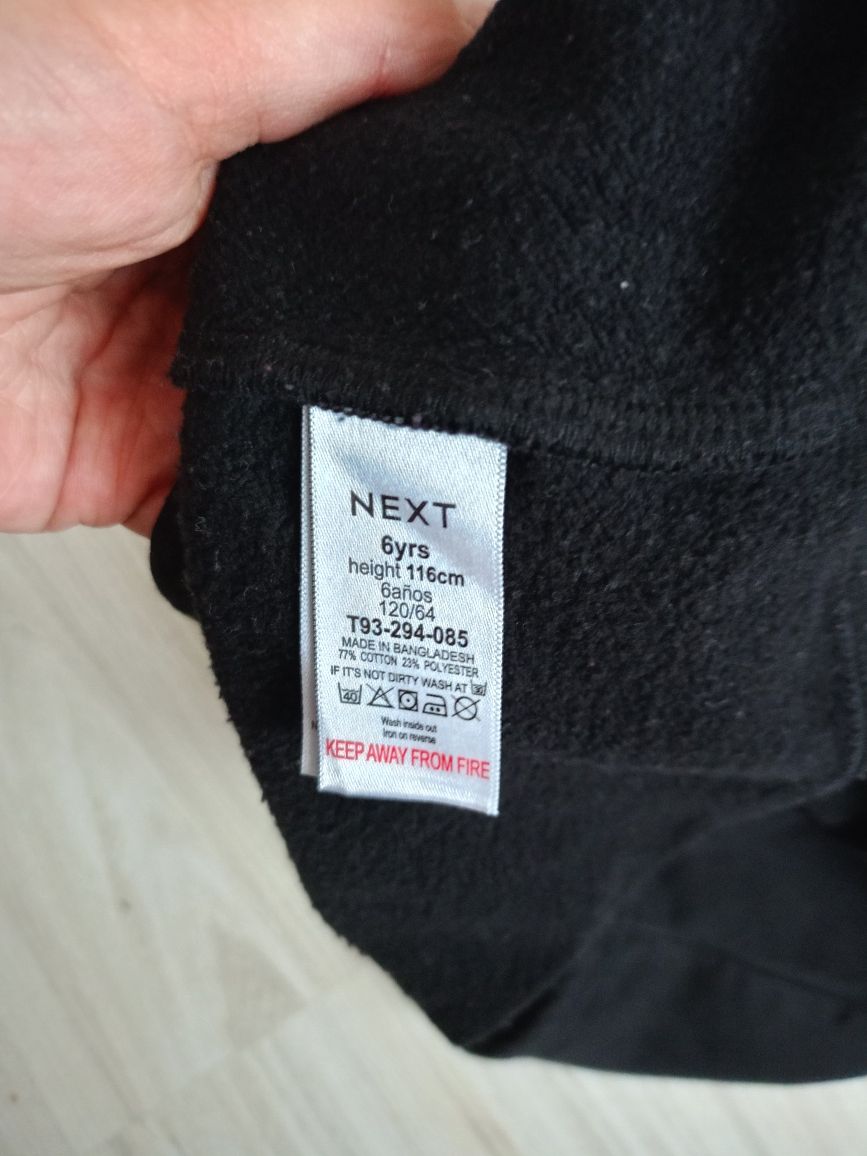 NEXT
6yrs
height 116cm
6años
120/64
T93-294-085
MADE IN BANGLADESH
77% COTTON 23% POLYESTER
IF IT'S NOT DIRTY WASH AT 30
40
Wash inside out
Iron on reverse
KEEP AWAY FROM FIRE